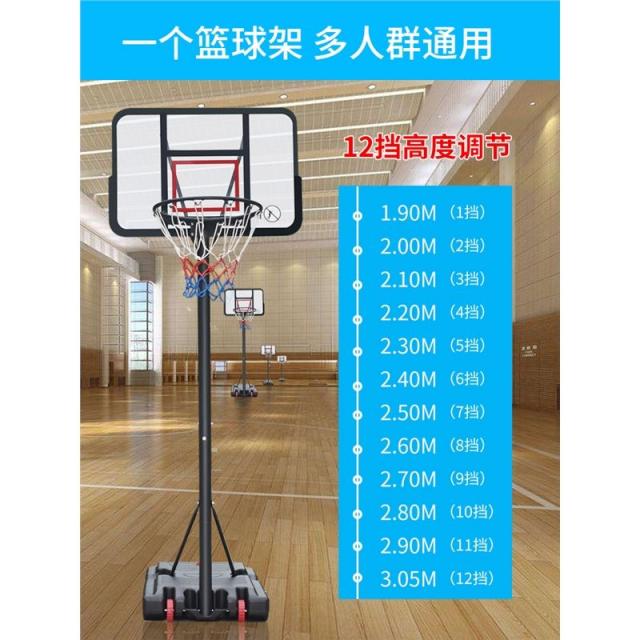 一个篮球架 多人群通用
12挡高度调节
1.90M（1挡）
2.00M（2挡）
2.10M（3挡）
2.20M（4挡）
2.30M（5挡）
2.40M（6挡）
2.50M（7挡）
2.60M（8挡）
2.70M（9挡）
2.80M（10挡）
2.90M（11挡）
3.05M（12挡）